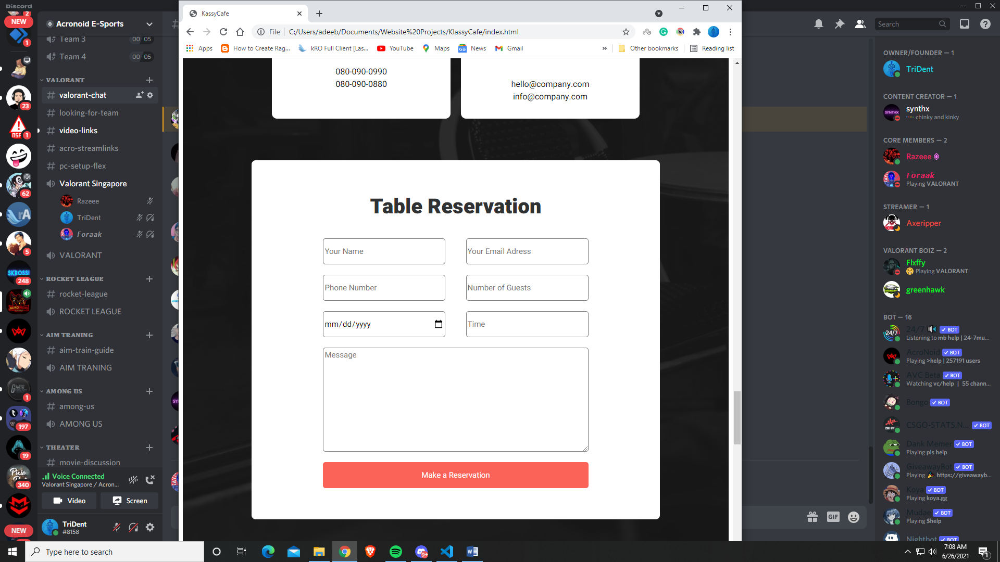 Discord
2
NEW
1
23
NSF
1
62
rA
5
SKROSSI
248
1
197
19
340
NEW
Acronoid E-Sports
Team 3
00 05
Team 4
00 05
VALORANT
valorant-chat
looking-for-team
video-links
acro-streamlinks
pc-setup-flex
Valorant Singapore
Razeee
TriDent
Foraak
VALORANT
ROCKET LEAGUE
rocket-league
ROCKET LEAGUE
AIM TRANING
aim-train-guide
AIM TRANING
AMONG US
among-us
AMONG US
THEATER
movie-discussion
Voice Connected
Valorant Singapore / Acron...
Video
Screen
TriDent
#8158
KassyCafe
File
C:/Users/adeeb/Documents/Website%20Projects/KlassyCafe/index.html
Apps
How to Create Rag...
kRO Full Client [Las...
YouTube
Maps
News
Gmail
»
Other bookmarks
Reading list
080-090-0990
080-090-0880
hello@company.com
info@company.com
Table Reservation
Your Name
Your Email Adress
Phone Number
Number of Guests
mm/dd/yyyy
Time
Message
Make a Reservation
Search
OWNER/FOUNDER — 1
TriDent
CONTENT CREATOR — 1
SYNTHX
synthx
chinky and kinky
CORE MEMBERS — 2
Razeee
Foraak
Playing VALORANT
STREAMER — 1
Axeripper
VALORANT BOIZ — 2
Flxffy
Playing VALORANT
greenhawk
BOT — 16
24/7
24/7 BOT
Listening to mb help | 24-7mu...
AcroNoid BOT
Playing >help | 257191 users
AVC Beta BOT
Watching vc/help | 55 chann...
Bongo BOT
CSGO-STATS.N... BOT
Dank Memer BOT
Playing pls help
GiveawayBot BOT
Playing https://giveawayb...
Koya BOT
Playing koya.gg
Mudae BOT
Playing $help
Nightbot BOT
GIF
Type here to search
9+
7:08 AM
6/26/2021
1